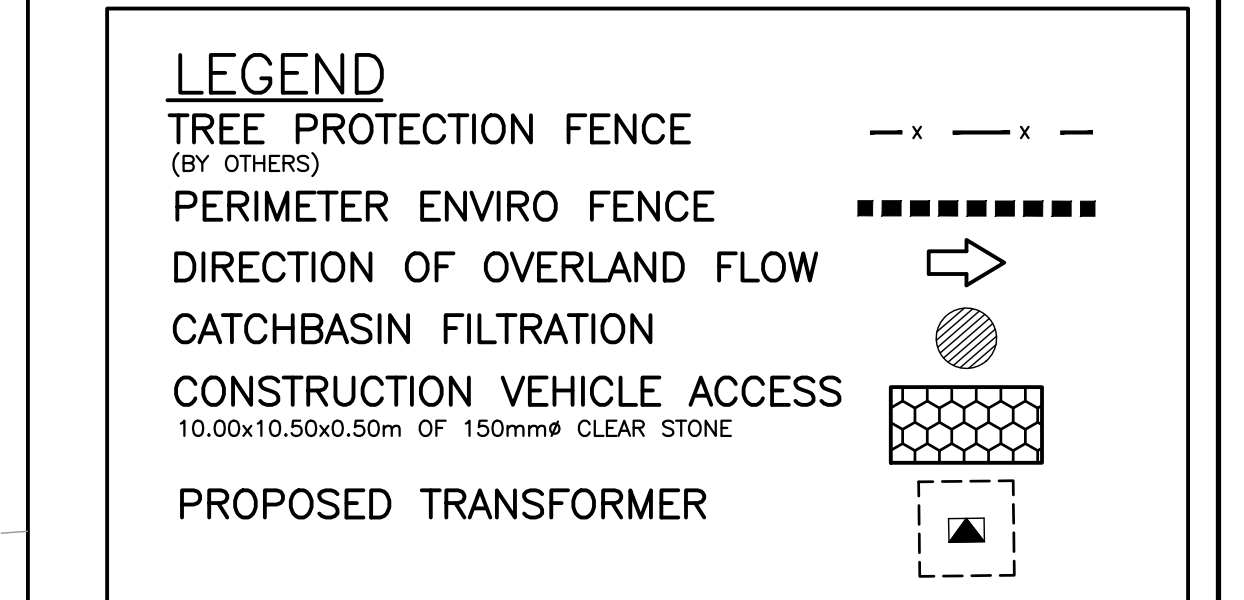 LEGEND
TREE PROTECTION FENCE
x x
(BY OTHERS)
PERIMETER ENVIRO FENCE
DIRECTION OF OVERLAND FLOW
CATCHBASIN FILTRATION
CONSTRUCTION VEHICLE ACCESS
10.00x10.50x0.50m OF 150mmø CLEAR STONE
PROPOSED TRANSFORMER